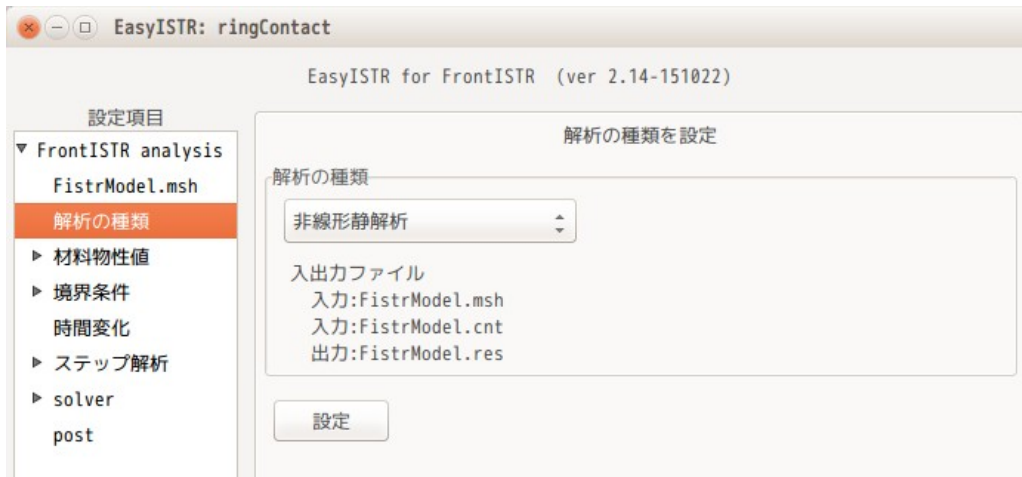 EasyISTR: ringContact
EasyISTR for FrontISTR (ver 2.14-151022)
設定項目
FrontISTR analysis
FistrModel.msh
解析の種類
材料物性値
境界条件
時間変化
ステップ解析
solver
post
解析の種類を設定
解析の種類
非線形静解析
入出力ファイル
入力:FistrModel.msh
入力:FistrModel.cnt
出力:FistrModel.res
設定